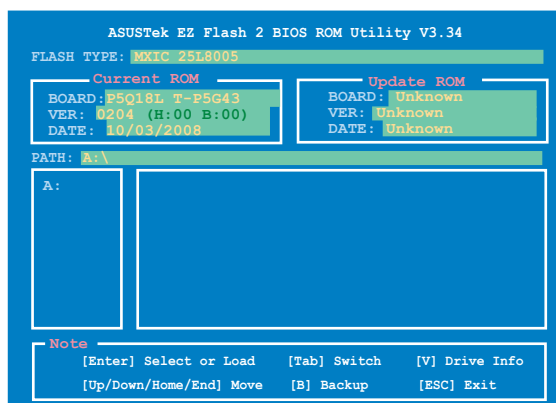 ASUSTek EZ Flash 2 BIOS ROM Utility V3.34
FLASH TYPE: MXIC 25L8005
Current ROM
BOARD: P5Q18L T-P5G43
VER: 0204 (H:00 B:00)
DATE: 10/03/2008
Update ROM
BOARD: Unknown
VER: Unknown
DATE: Unknown
PATH: A:\
A:
Note
[Enter] Select or Load [Tab] Switch [V] Drive Info
[Up/Down/Home/End] Move [B] Backup [ESC] Exit